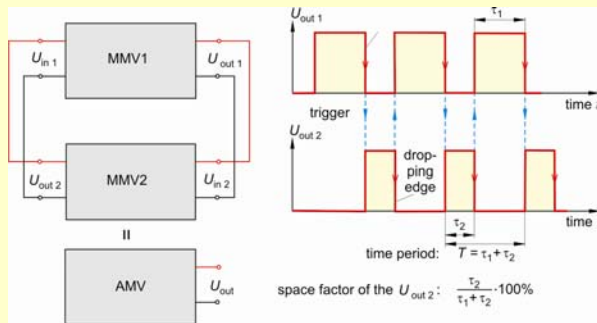 U in 1
MMV1
U out 1
U out 2
MMV2
U in 2
=
AMV
U out
U out 1
τ1
time
trigger
U out 2
drop-
ping
edge
τ2
time
time period: T = τ1 + τ2
space factor of the U out 2 : τ2 / τ1 + τ2 · 100%